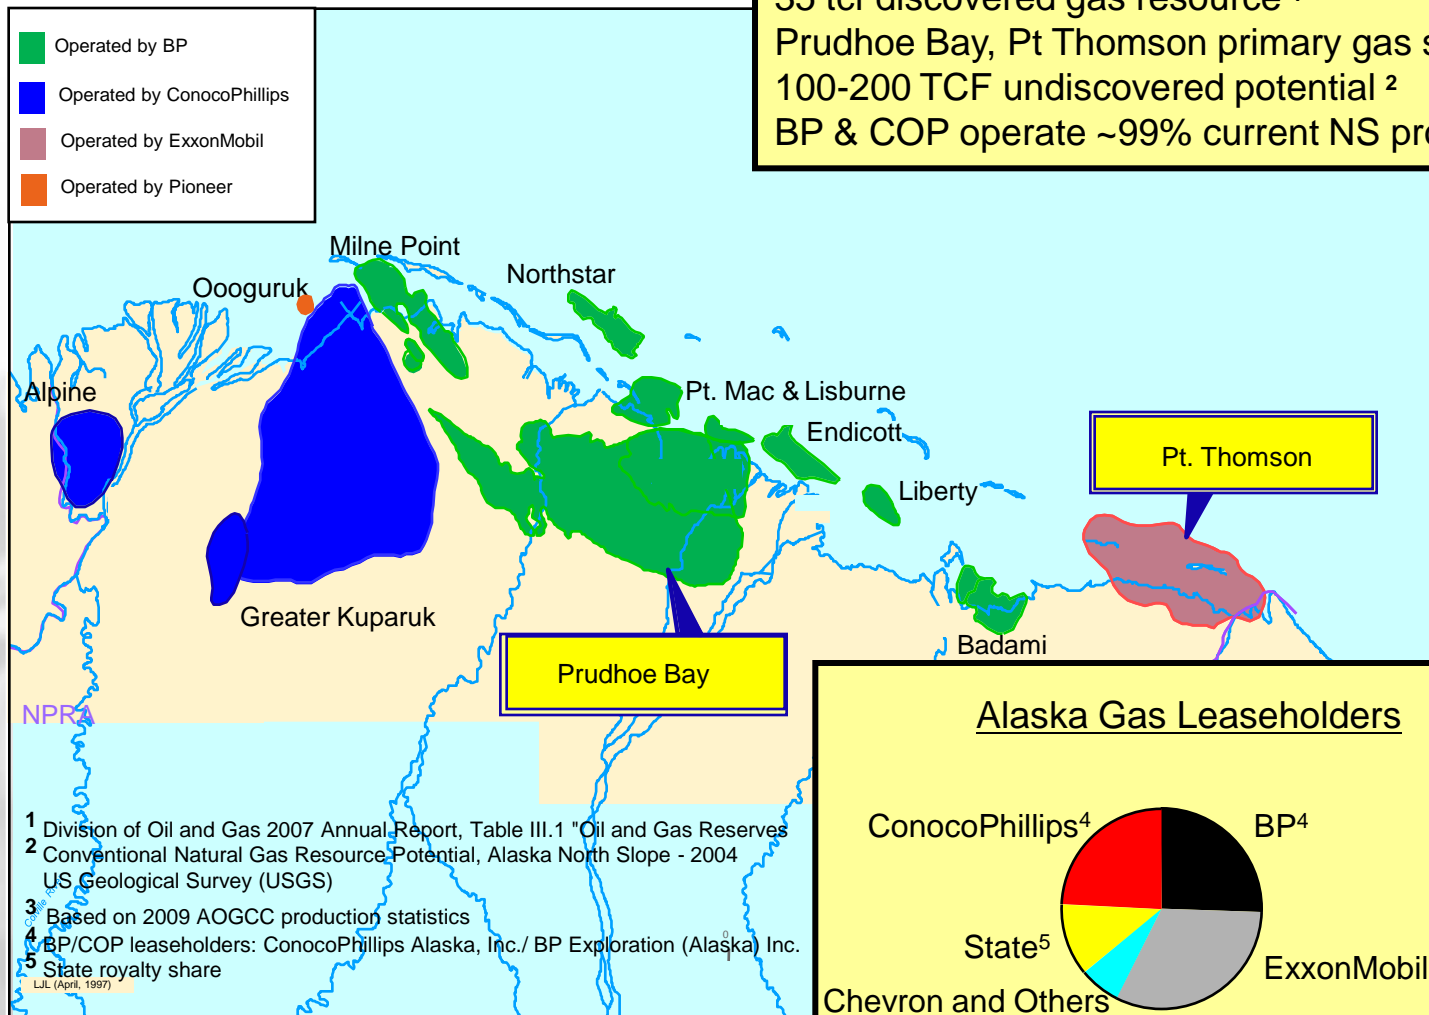 35 tcf discovered gas resource
Prudhoe Bay, Pt Thomson primary gas
100-200 TCF undiscovered potential ²
BP & COP operate ~99% current NS
Operated by BP
Operated by ConocoPhillips
Operated by ExxonMobil
Operated by Pioneer
Milne Point
Northstar
Oooguruk
Alpine
Pt. Mac & Lisburne
Endicott
Pt. Thomson
Liberty
Greater Kuparuk
Badami
Prudhoe Bay
NPRA
Alaska Gas Leaseholders
ConocoPhillips⁴
BP⁴
State⁵
ExxonMobil
Chevron and Others
1 Division of Oil and Gas 2007 Annual Report, Table III.1 "Oil and Gas Reserves
2 Conventional Natural Gas Resource Potential, Alaska North Slope - 2004
US Geological Survey (USGS)
3 Based on 2009 AOGCC production statistics
4 BP/COP leaseholders: ConocoPhillips Alaska, Inc./ BP Exploration (Alaska) Inc.
5 State royalty share
LJL (April, 1997)